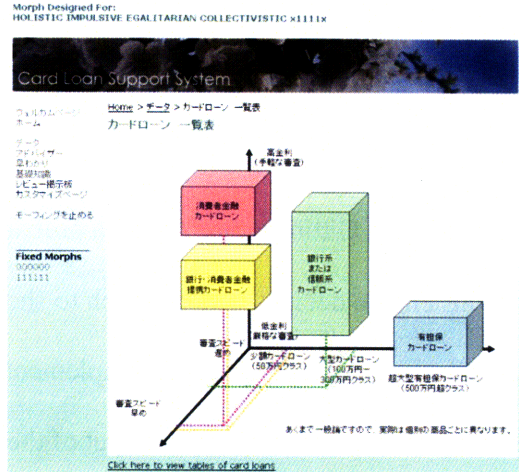 Morph Designed For:
HOLISTIC IMPULSIVE EGALITARIAN COLLECTIVISTIC x1111x
Card Loan Support System
ホーム
データ
アドバイザー
早わかり
基礎知識
レビュー掲示板
カスタマイズページ
モーフィングを止める
Fixed Morphs
000000
111111
Home > データ > カードローン 一覧表
カードローン 一覧表
高金利
(手軽な審査)
消費者金融
カードローン
銀行・消費者金融
提携カードローン
銀行系
または
信販系
カードローン
有担保
カードローン
低金利
(厳格な審査)
審査スピード
遅め
少額カードローン
(50万円クラス)
大型カードローン
(100万円ー
300万円クラス)
超大型有担保カードローン
(500万円超クラス)
審査スピード
早め
あくまで一般論ですので、実際は個別の商品ごとに異なります。
Click here to view tables of card loans